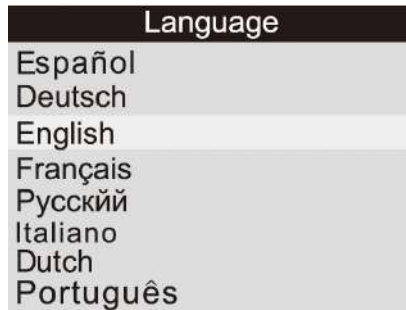 Language
Español
Deutsch
English
Français
Русскйй
Italiano
Dutch
Português